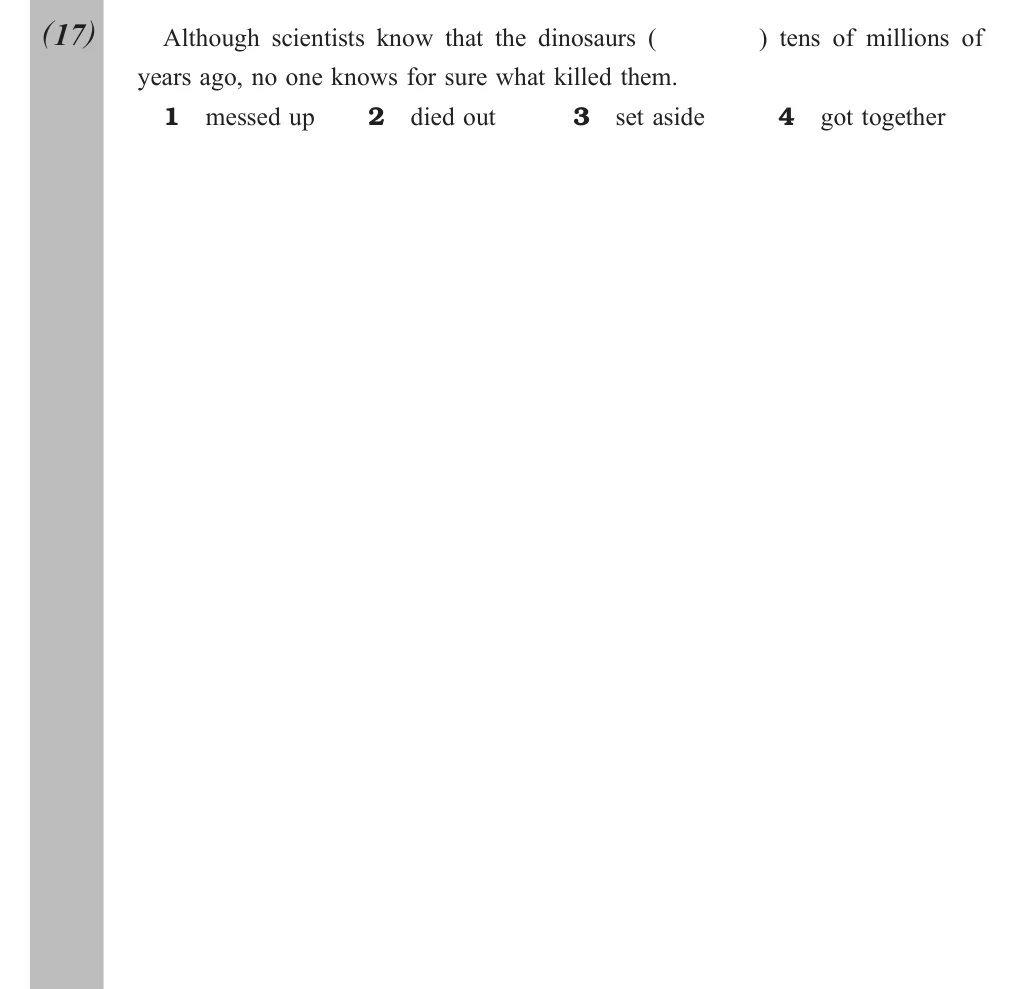 (17) Although scientists know that the dinosaurs ( ) tens of millions of
years ago, no one knows for sure what killed them.
1 messed up 2 died out 3 set aside 4 got together